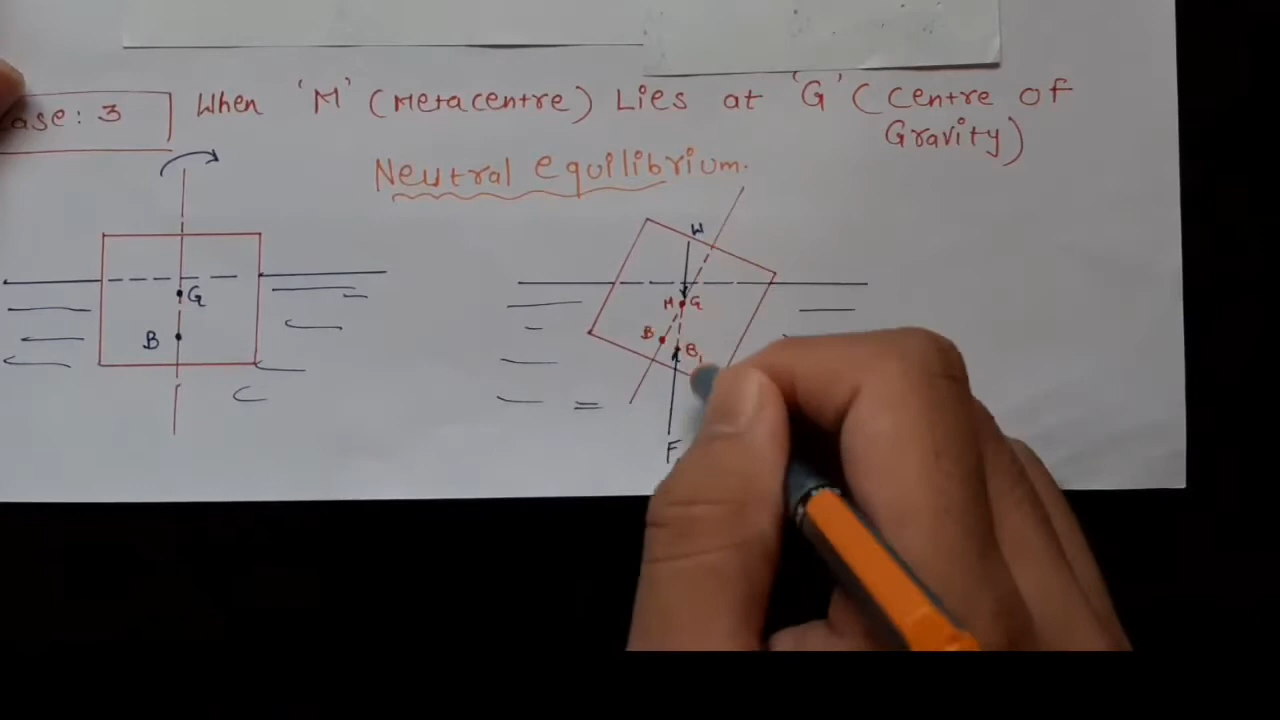 ase: 3 When 'M' (Metacentre) Lies at 'G' (Centre of
Gravity)
Neutral equilibrium.
G
B
W
M G
B
B1
F